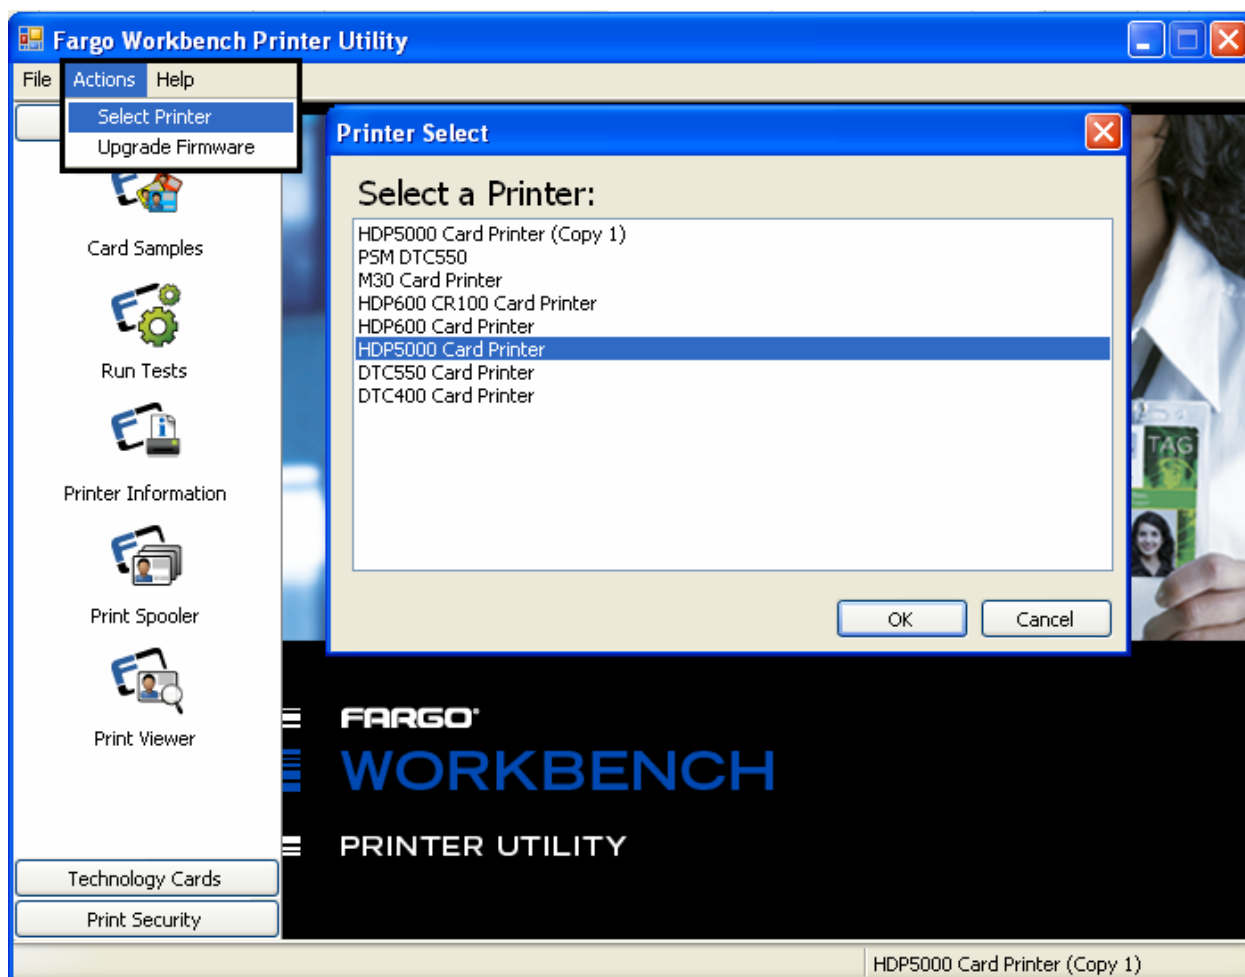 Fargo Workbench Printer Utility
File Actions Help
Select Printer
Upgrade Firmware
Card Samples
Run Tests
Printer Information
Print Spooler
Print Viewer
Technology Cards
Print Security
Printer Select
Select a Printer:
HDP5000 Card Printer (Copy 1)
PSM DTC550
M30 Card Printer
HDP600 CR100 Card Printer
HDP600 Card Printer
HDP5000 Card Printer
DTC550 Card Printer
DTC400 Card Printer
OK Cancel
TAG
FARGO
WORKBENCH
PRINTER UTILITY
HDP5000 Card Printer (Copy 1)